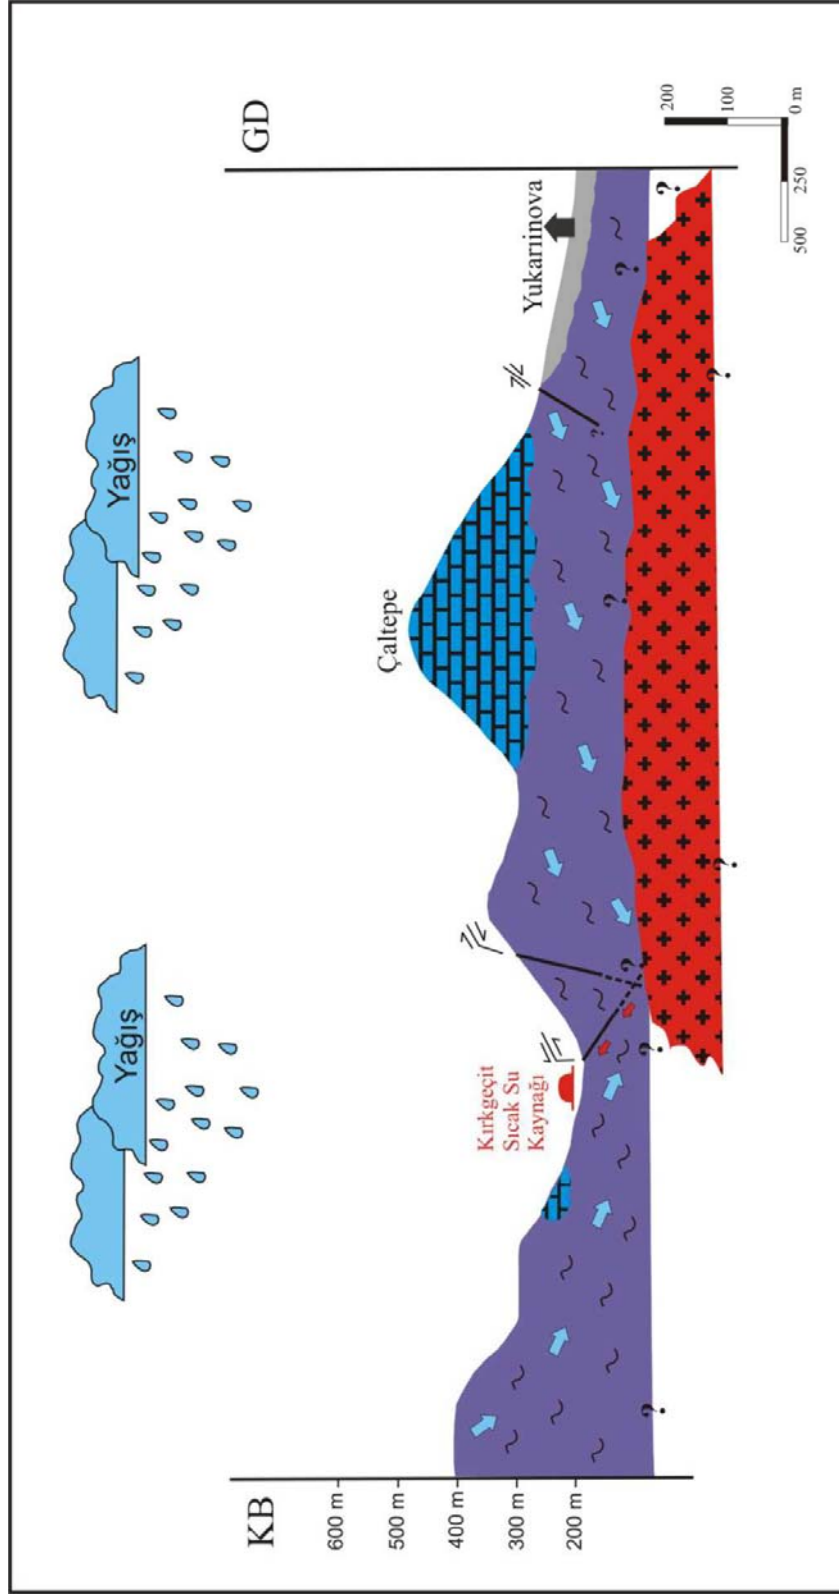 Yağış
Yağış
KB
GD
600 m
500 m
400 m
300 m
200 m
Kırkgeçit
Sıcak Su
Kaynağı
Çaltepe
Yukariinova
?
?
?
?
?
?
?
?
?
?
200
100
0 m
250
500